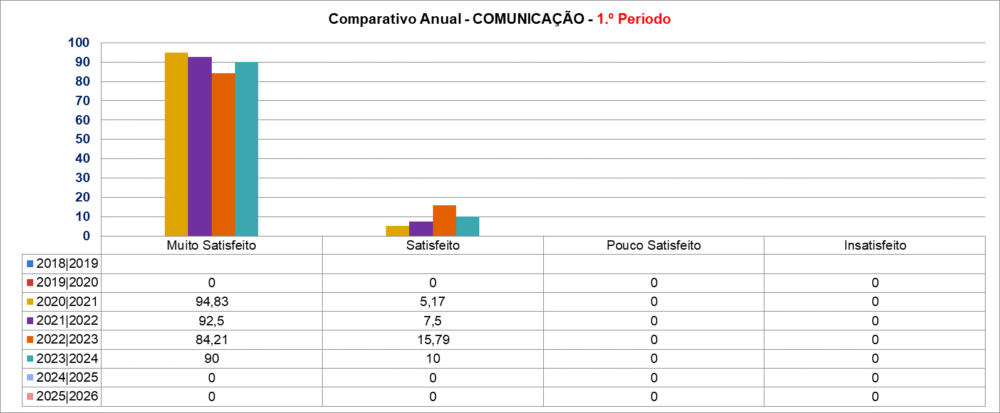 Comparativo Anual - COMUNICAÇÃO - 1.º Período
100
90
80
70
60
50
40
30
20
10
0
Muito Satisfeito Satisfeito Pouco Satisfeito Insatisfeito
2018|2019
2019|2020 0 0 0 0
2020|2021 94,83 5,17 0 0
2021|2022 92,5 7,5 0 0
2022|2023 84,21 15,79 0 0
2023|2024 90 10 0 0
2024|2025 0 0 0 0
2025|2026 0 0 0 0